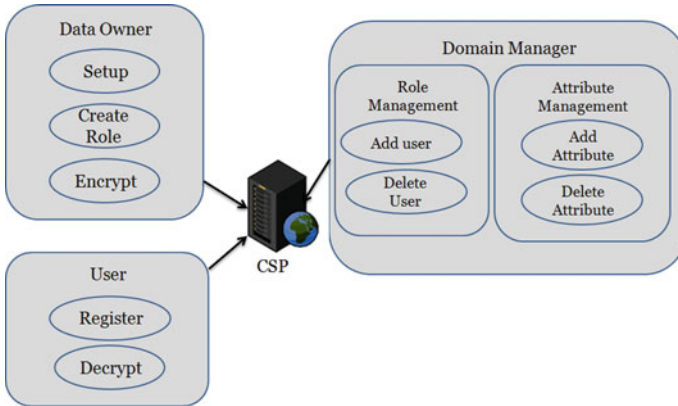 Data Owner
Setup
Create
Role
Encrypt
User
Register
Decrypt
CSP
Domain Manager
Role
Management
Add user
Delete
User
Attribute
Management
Add
Attribute
Delete
Attribute